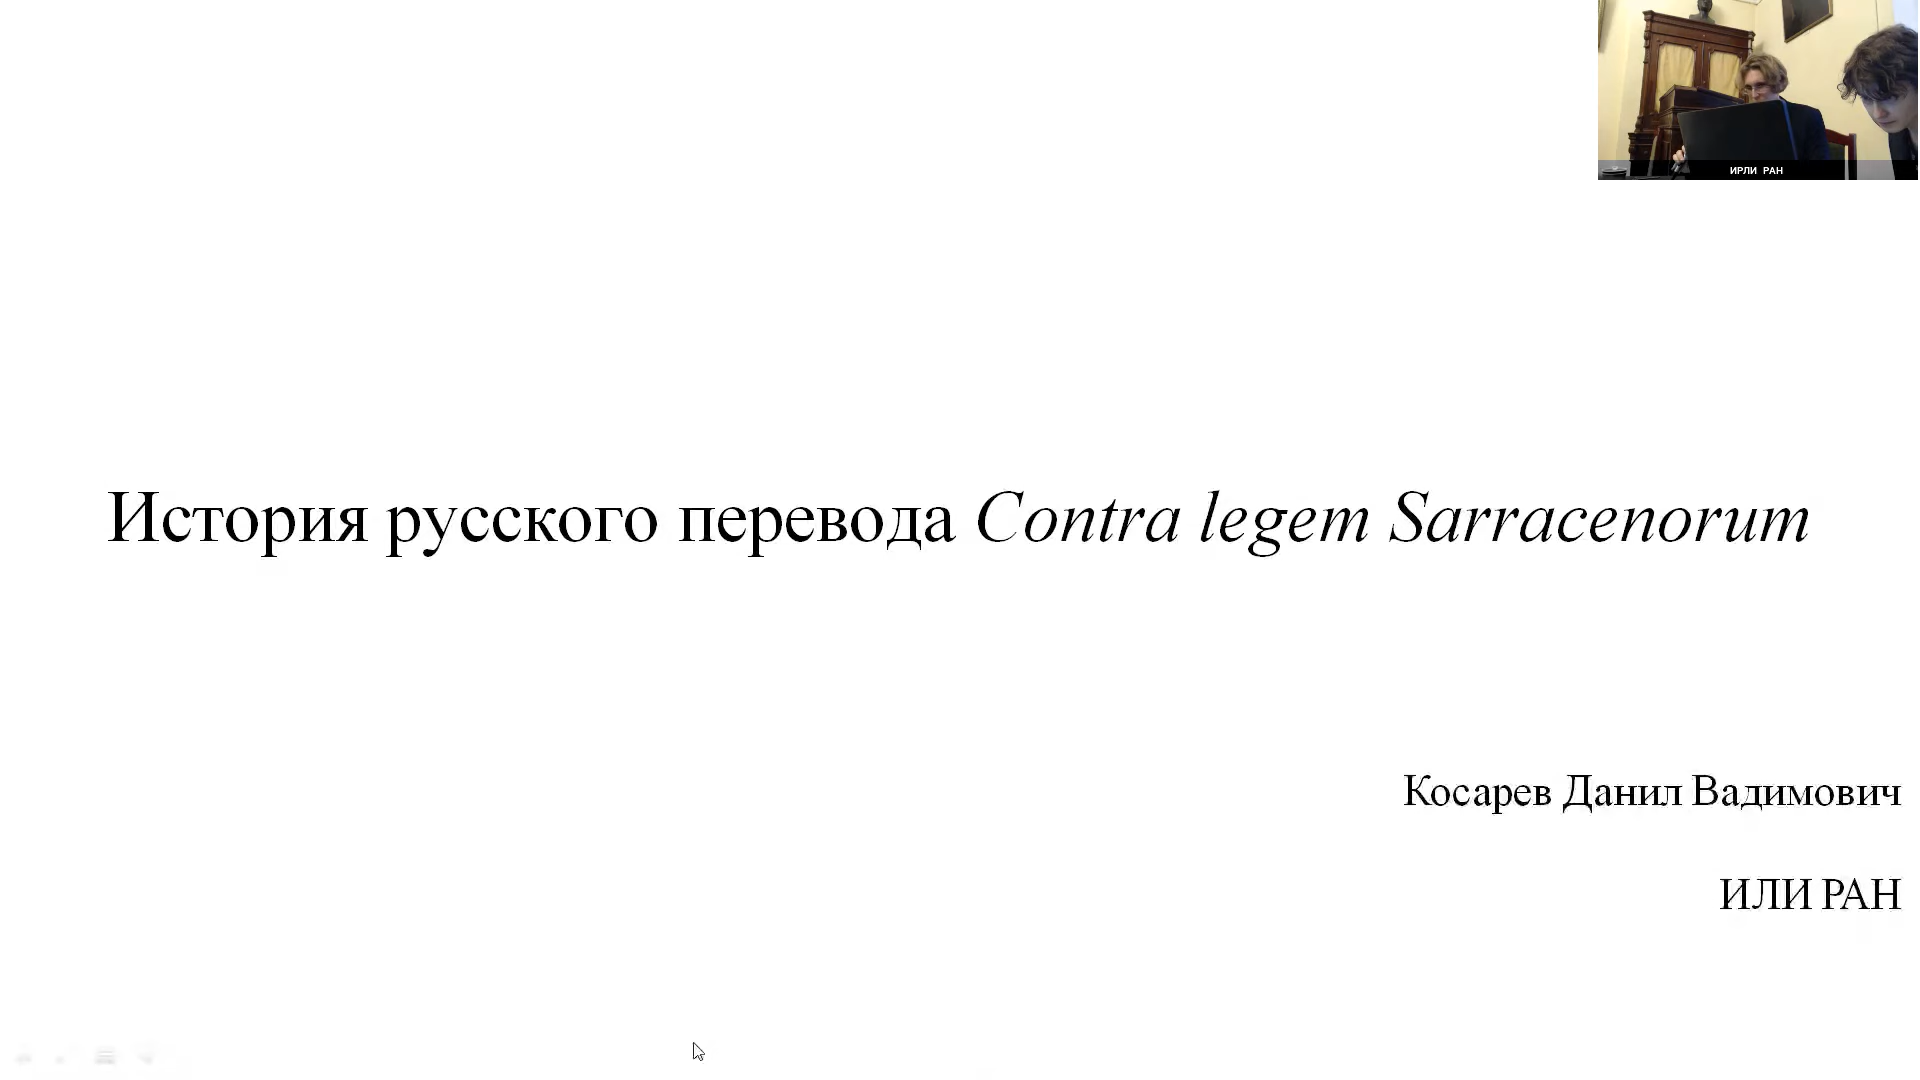 ИРЛИ РАН
История русского перевода Contra legem Sarracenorum
Косарев Данил Вадимович
ИЛИ РАН